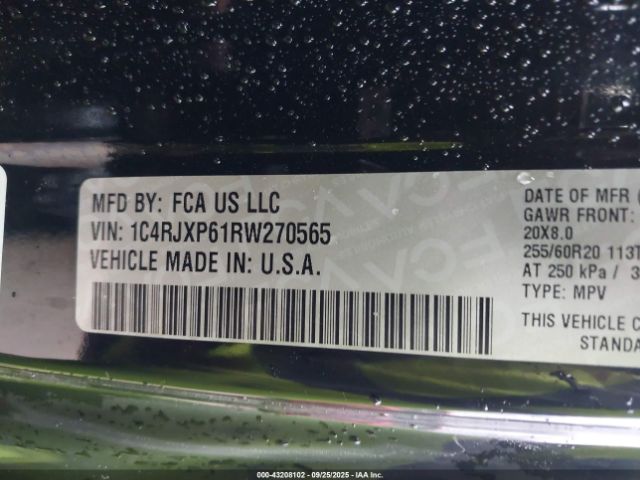 MFD BY: FCA US LLC
VIN: 1C4RJXP61RW270565
VEHICLE MADE IN: U.S.A.
DATE OF MFR
GAWR FRONT:
20X8.0
255/60R20 113T
AT 250 kPa /
TYPE: MPV
THIS VEHICLE
000-43208102 - 09/25/2025 - IAA Inc.